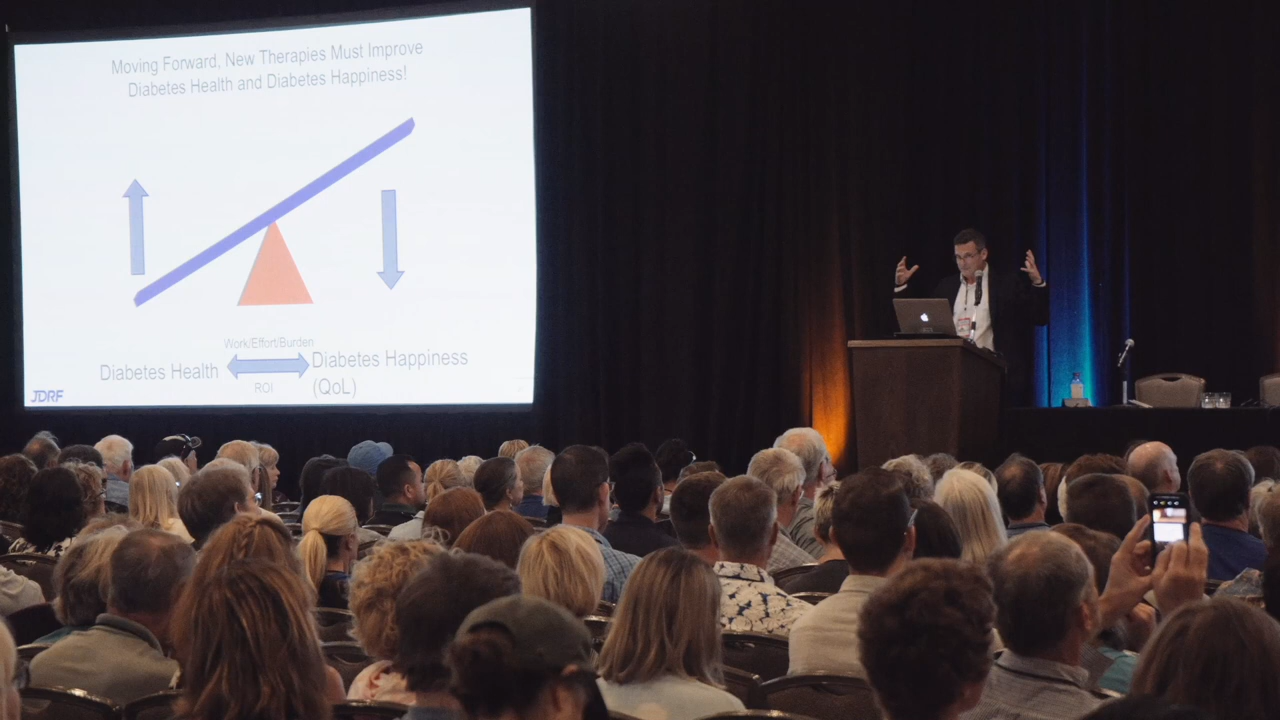 Moving Forward, New Therapies Must Improve
Diabetes Health and Diabetes Happiness!
Work/Effort/Burden
Diabetes Health
Diabetes Happiness
(QoL)
ROI
JDRF